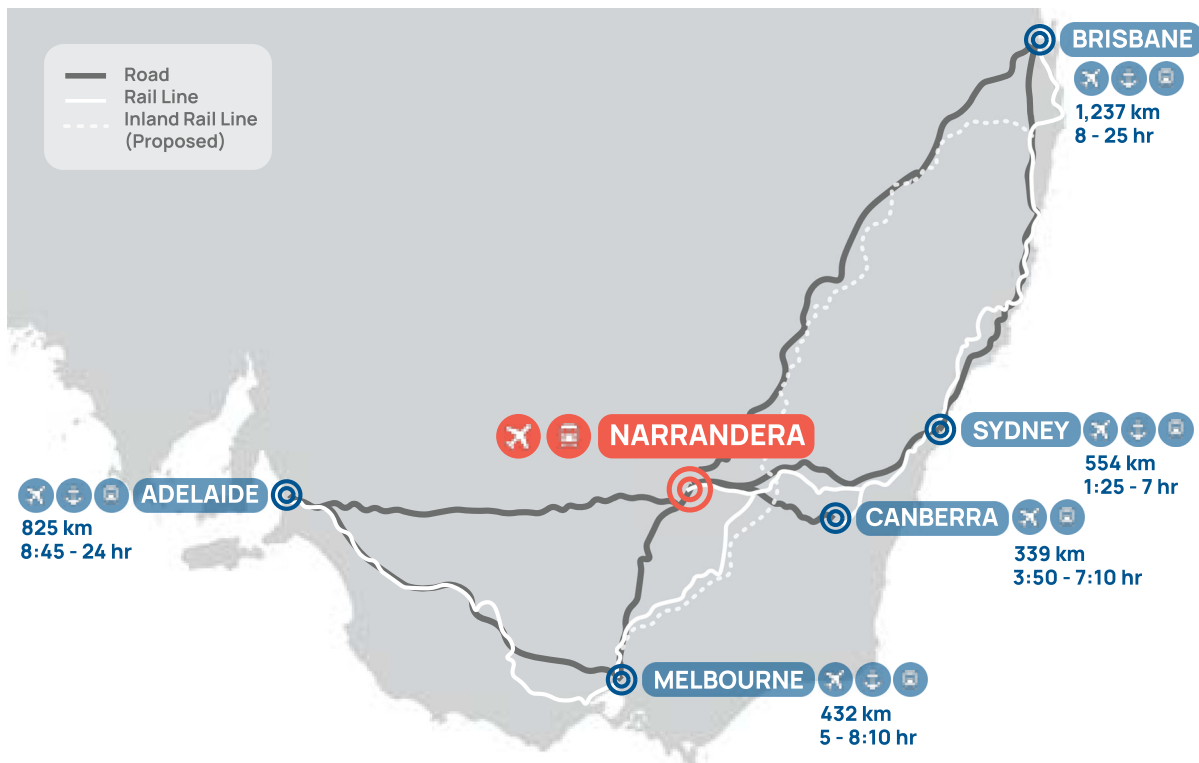 Road
Rail Line
Inland Rail Line
(Proposed)
BRISBANE
1,237 km
8 - 25 hr
NARRANDERA
SYDNEY
554 km
1:25 - 7 hr
ADELAIDE
825 km
8:45 - 24 hr
CANBERRA
339 km
3:50 - 7:10 hr
MELBOURNE
432 km
5 - 8:10 hr